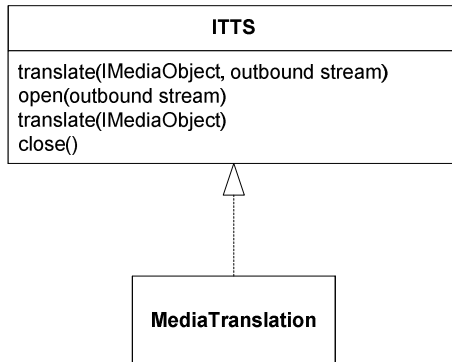 ITTS
translate(IMediaObject, outbound stream)
open(outbound stream)
translate(IMediaObject)
close()
MediaTranslation